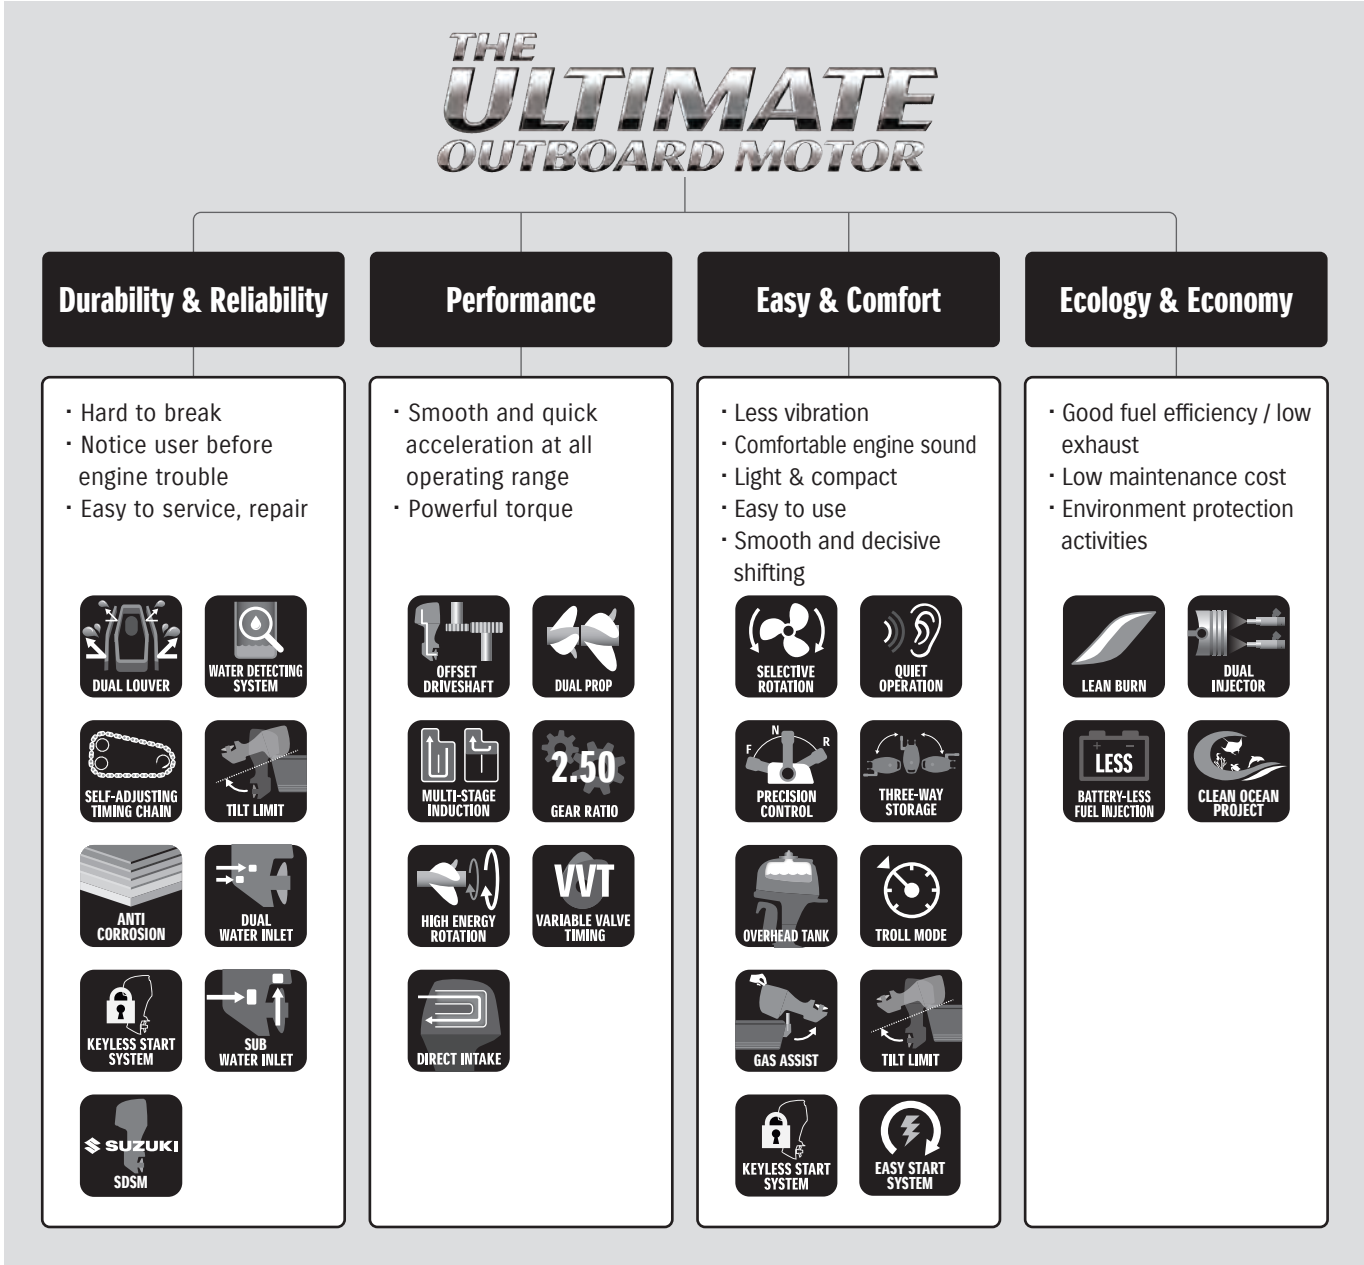 THE
ULTIMATE
OUTBOARD MOTOR
Durability & Reliability
・Hard to break
・Notice user before
engine trouble
・Easy to service, repair
DUAL LOUVER
WATER DETECTING
SYSTEM
SELF-ADJUSTING
TIMING CHAIN
TILT LIMIT
ANTI
CORROSION
DUAL
WATER INLET
KEYLESS START
SYSTEM
SUB
WATER INLET
SUZUKI
SDSM
Performance
・Smooth and quick
acceleration at all
operating range
・Powerful torque
OFFSET
DRIVESHAFT
DUAL PROP
MULTI-STAGE
INDUCTION
2.50
GEAR RATIO
HIGH ENERGY
ROTATION
VVT
VARIABLE VALVE
TIMING
DIRECT INTAKE
Easy & Comfort
・Less vibration
・Comfortable engine sound
・Light & compact
・Easy to use
・Smooth and decisive
shifting
SELECTIVE
ROTATION
QUIET
OPERATION
N
F R
PRECISION
CONTROL
THREE-WAY
STORAGE
OVERHEAD TANK
TROLL MODE
GAS ASSIST
TILT LIMIT
KEYLESS START
SYSTEM
EASY START
SYSTEM
Ecology & Economy
・Good fuel efficiency / low
exhaust
・Low maintenance cost
・Environment protection
activities
LEAN BURN
DUAL
INJECTOR
+ −
LESS
BATTERY-LESS
FUEL INJECTION
CLEAN OCEAN
PROJECT